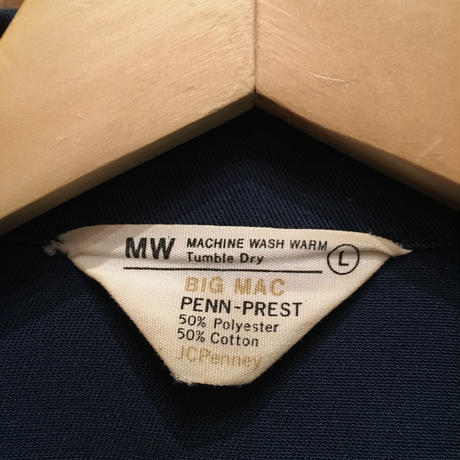 MW MACHINE WASH WARM
Tumble Dry
L
BIG MAC
PENN-PREST
50% Polyester
50% Cotton
JCPenney